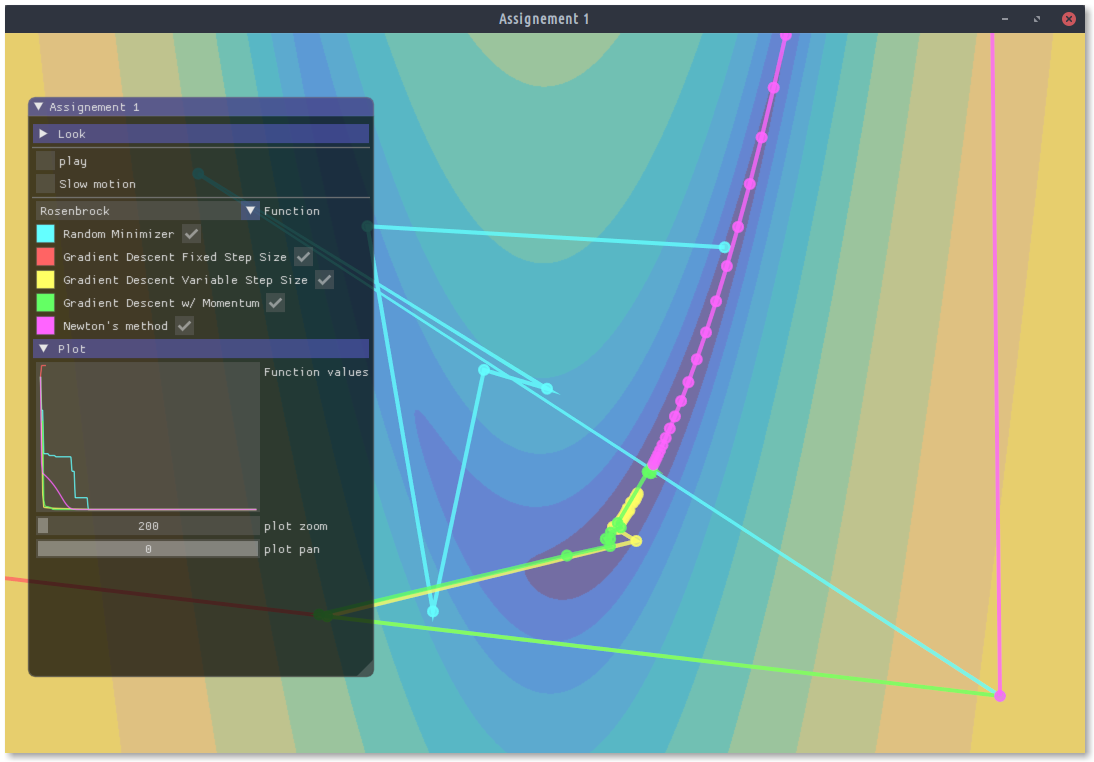 Assignement 1
Assignement 1
Look
play
Slow motion
Rosenbrock Function
Random Minimizer
Gradient Descent Fixed Step Size
Gradient Descent Variable Step Size
Gradient Descent w/ Momentum
Newton's method
Plot
Function values
200 plot zoom
0 plot pan